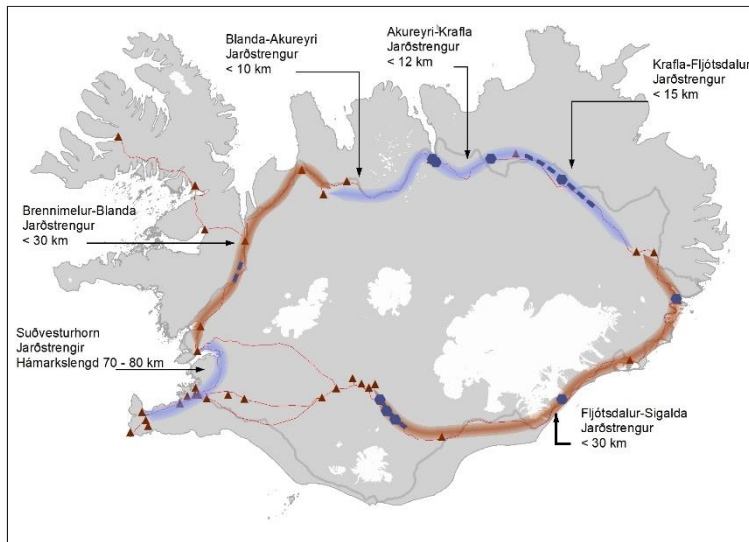 Blanda-Akureyri
Jarðstrengur
< 10 km
Akureyri-Krafla
Jarðstrengur
< 12 km
Krafla-Fljótsdalur
Jarðstrengur
< 15 km
Brennimelur-Blanda
Jarðstrengur
< 30 km
Suðvesturhorn
Jarðstrengir
Hámarkslengd 70 - 80 km
Fljótsdalur-Sigalda
Jarðstrengur
< 30 km